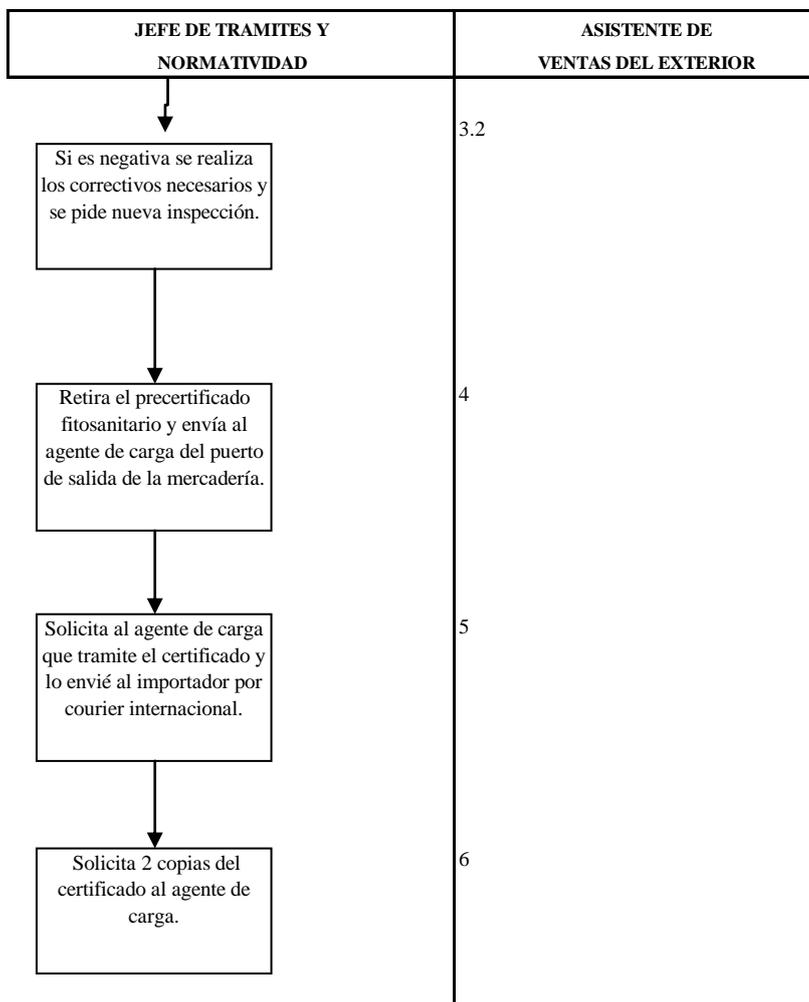 JEFE DE TRAMITES Y
NORMATIVIDAD
ASISTENTE DE
VENTAS DEL EXTERIOR
3.2
Si es negativa se realiza
los correctivos necesarios y
se pide nueva inspección.
4
Retira el precertificado
fitosanitario y envía al
agente de carga del puerto
de salida de la mercadería.
5
Solicita al agente de carga
que tramite el certificado y
lo envié al importador por
courier internacional.
6
Solicita 2 copias del
certificado al agente de
carga.